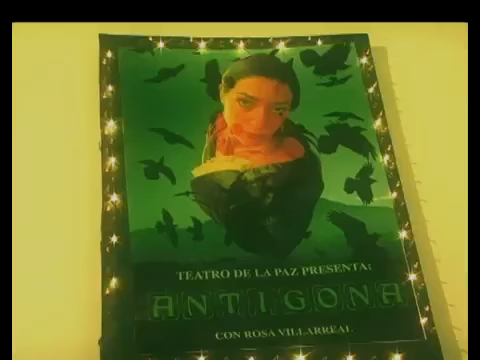 TEATRO DE LA PAZ PRESENTA:
ANTIGONA
CON ROSA VILLARREAL